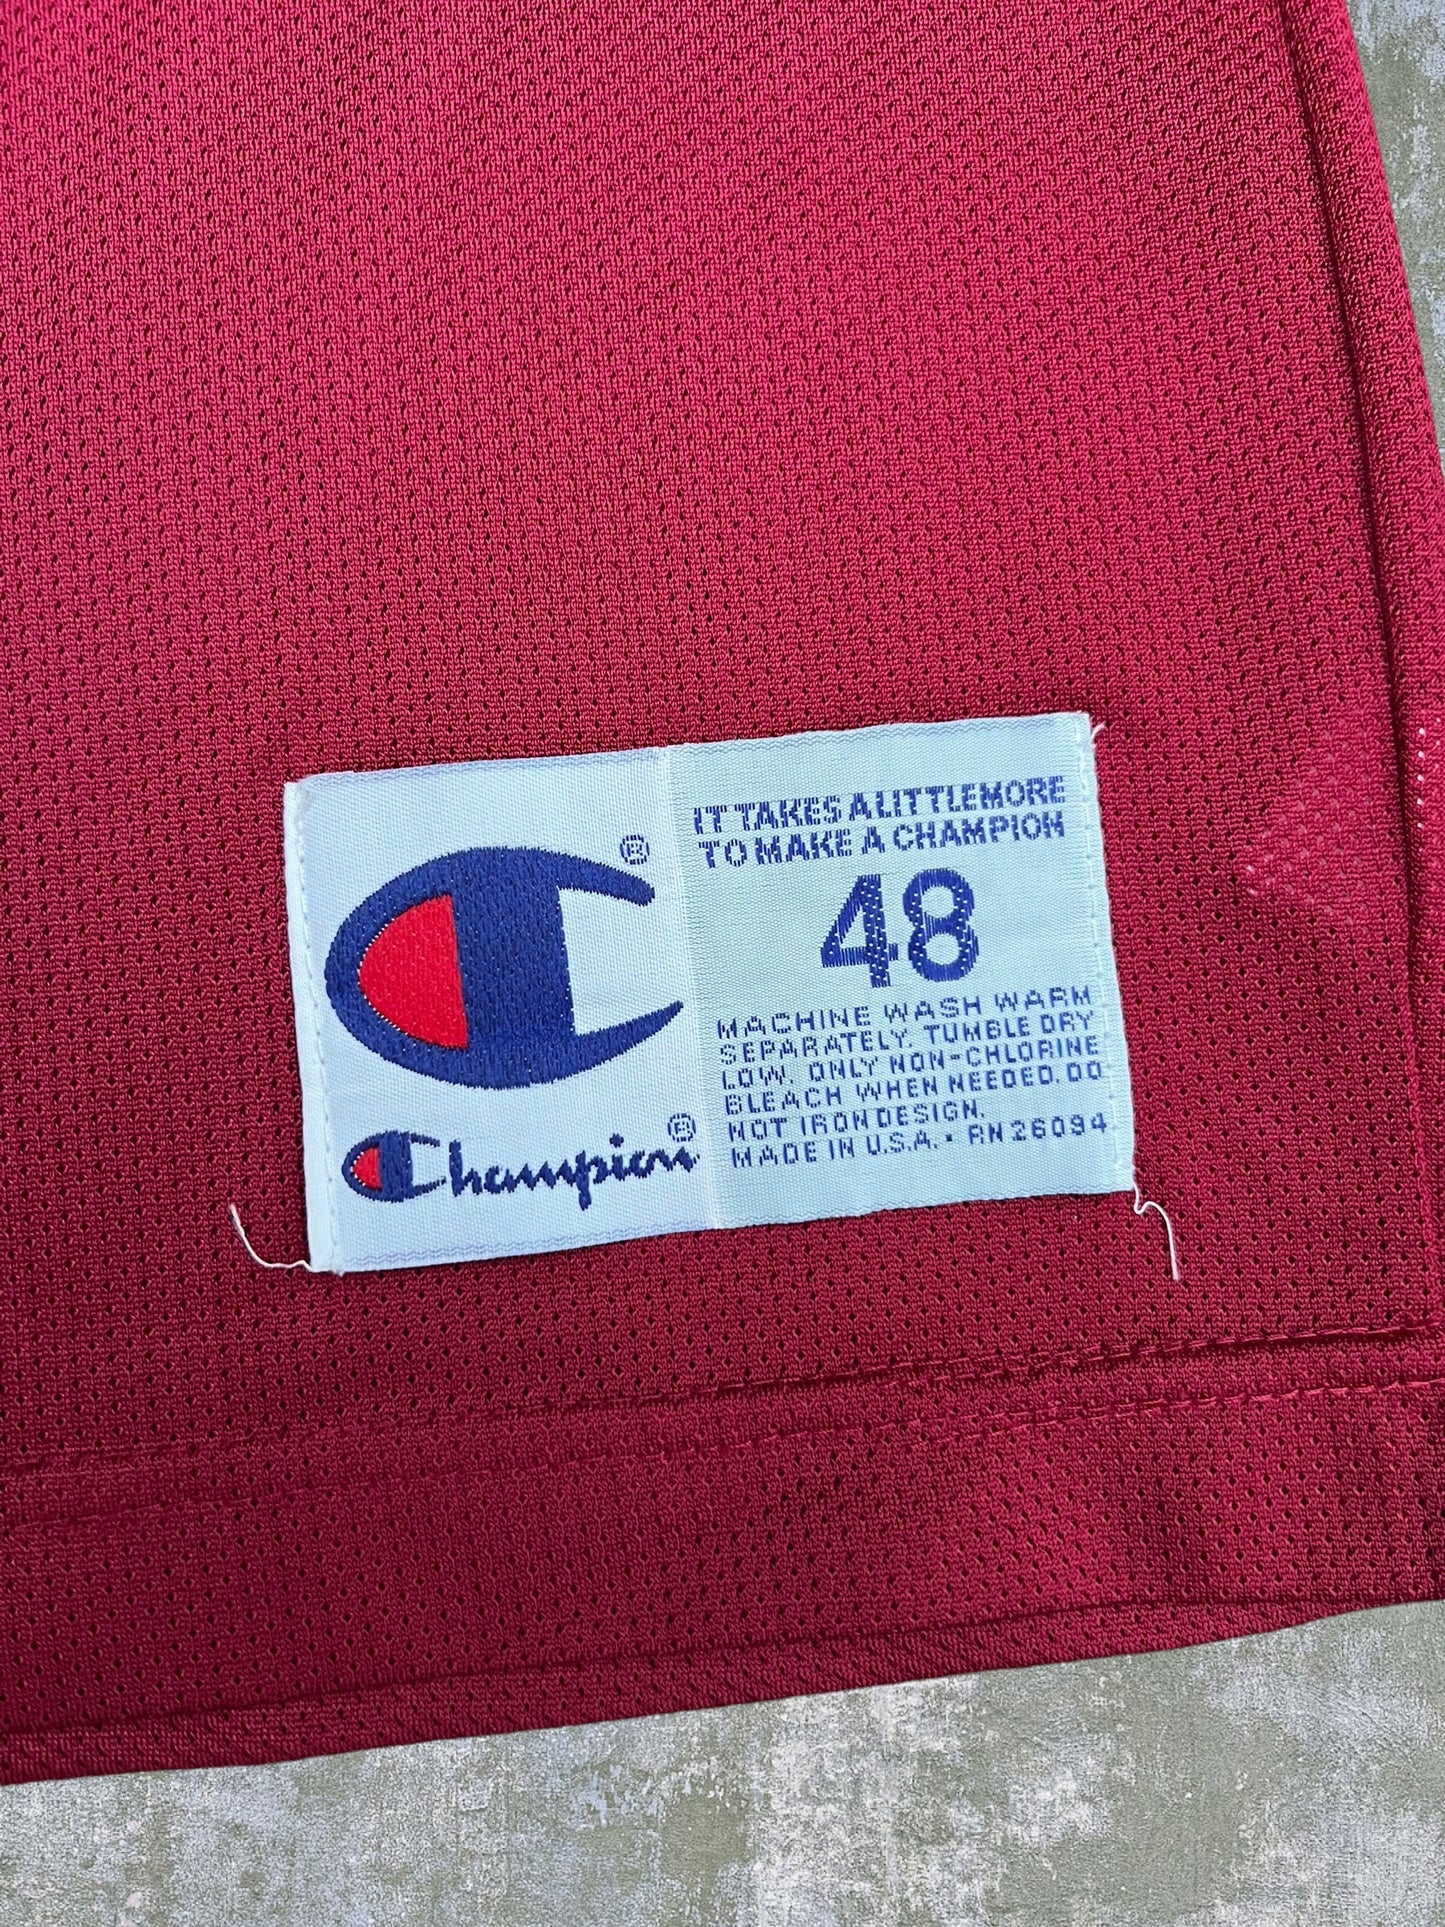 ®
Champion®
IT TAKES A LITTLE MORE
TO MAKE A CHAMPION
48
MACHINE WASH WARM
SEPARATELY. TUMBLE DRY
LOW. ONLY NON-CHLORINE
BLEACH WHEN NEEDED. DO
NOT IRON DESIGN.
MADE IN U.S.A. • RN 26094